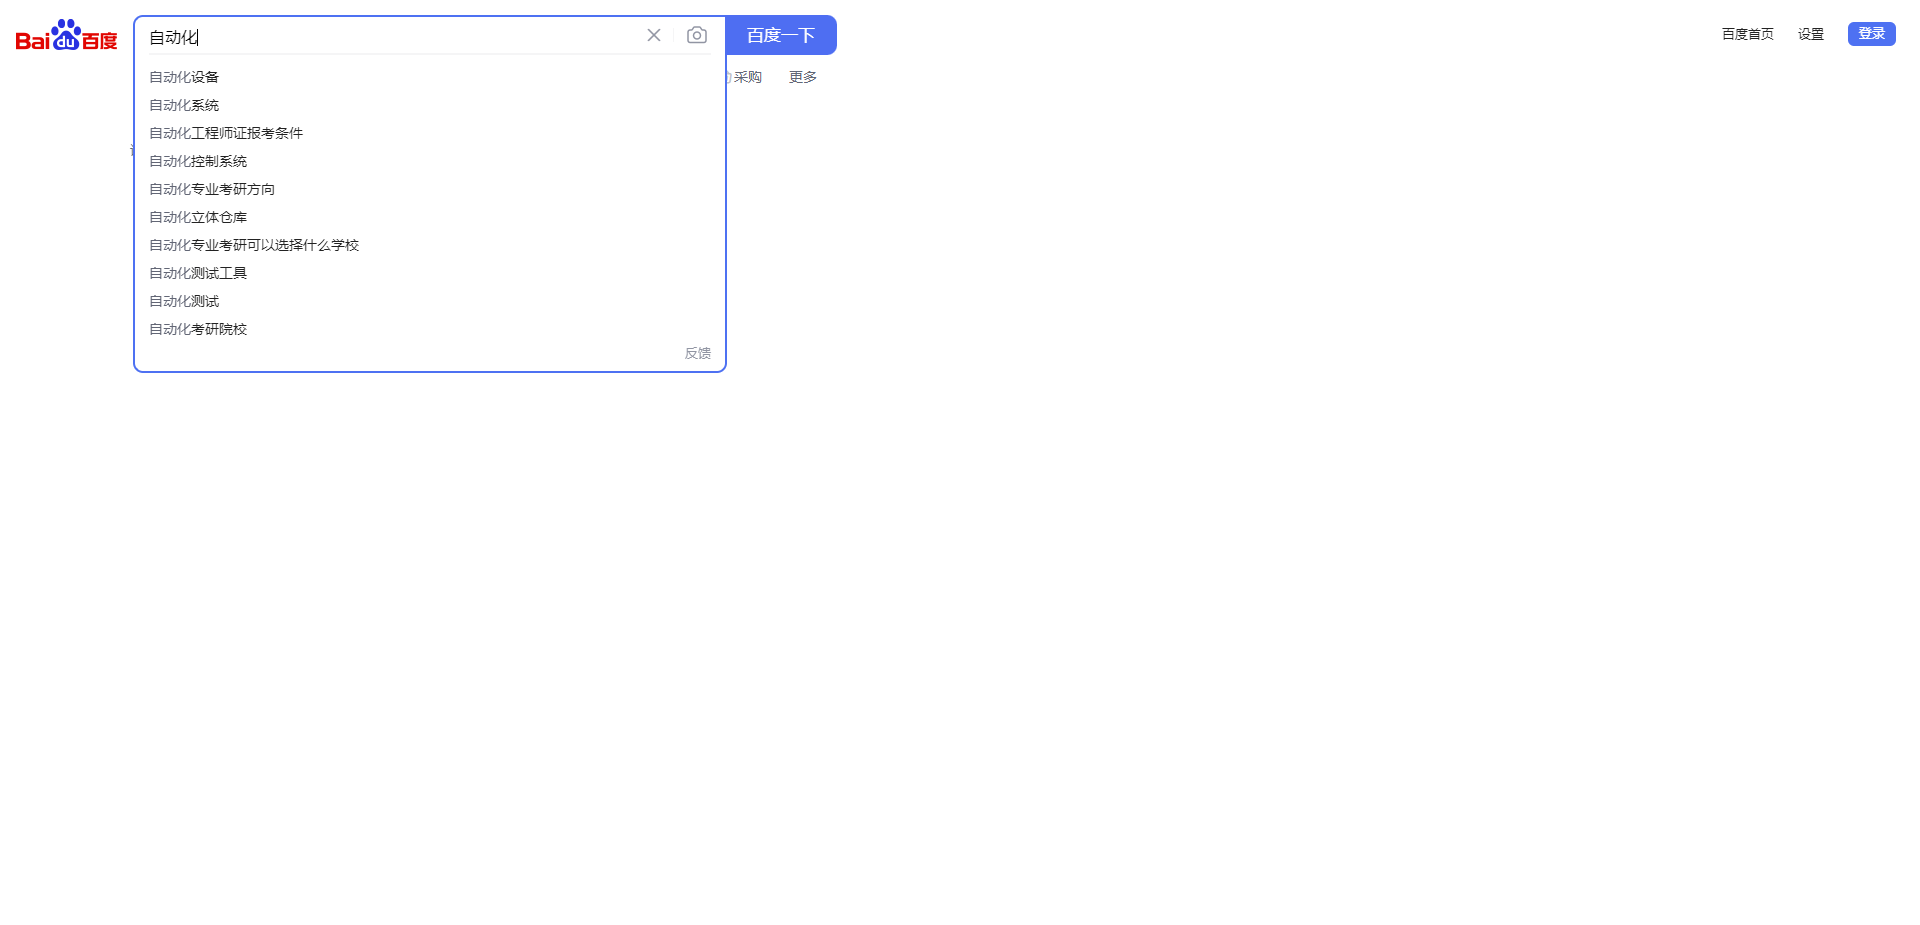 Bai du 百度 自动化 百度一下 百度首页 设置 登录
自动化设备 采购 更多
自动化系统
自动化工程师证报考条件
自动化控制系统
自动化专业考研方向
自动化立体仓库
自动化专业考研可以选择什么学校
自动化测试工具
自动化测试
自动化考研院校
反馈